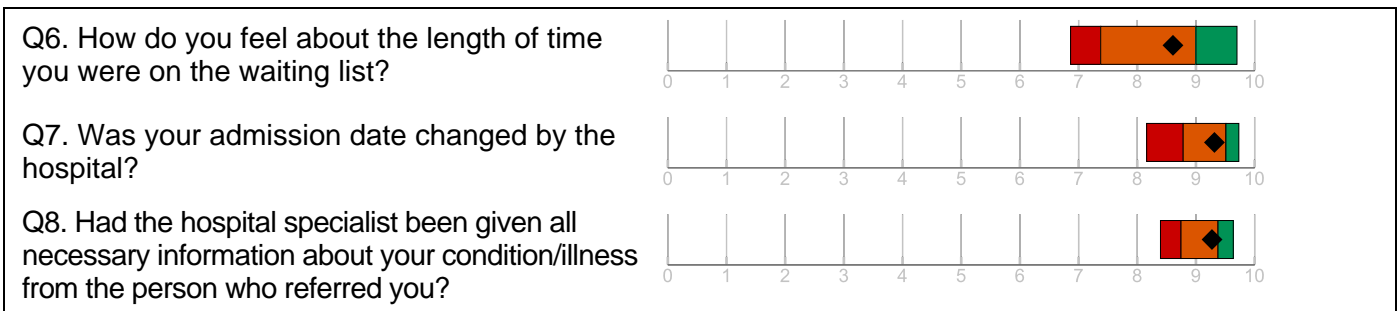 Q6. How do you feel about the length of time
you were on the waiting list?
0 1 2 3 4 5 6 7 8 9 10
Q7. Was your admission date changed by the
hospital?
0 1 2 3 4 5 6 7 8 9 10
Q8. Had the hospital specialist been given all
necessary information about your condition/illness
from the person who referred you?
0 1 2 3 4 5 6 7 8 9 10